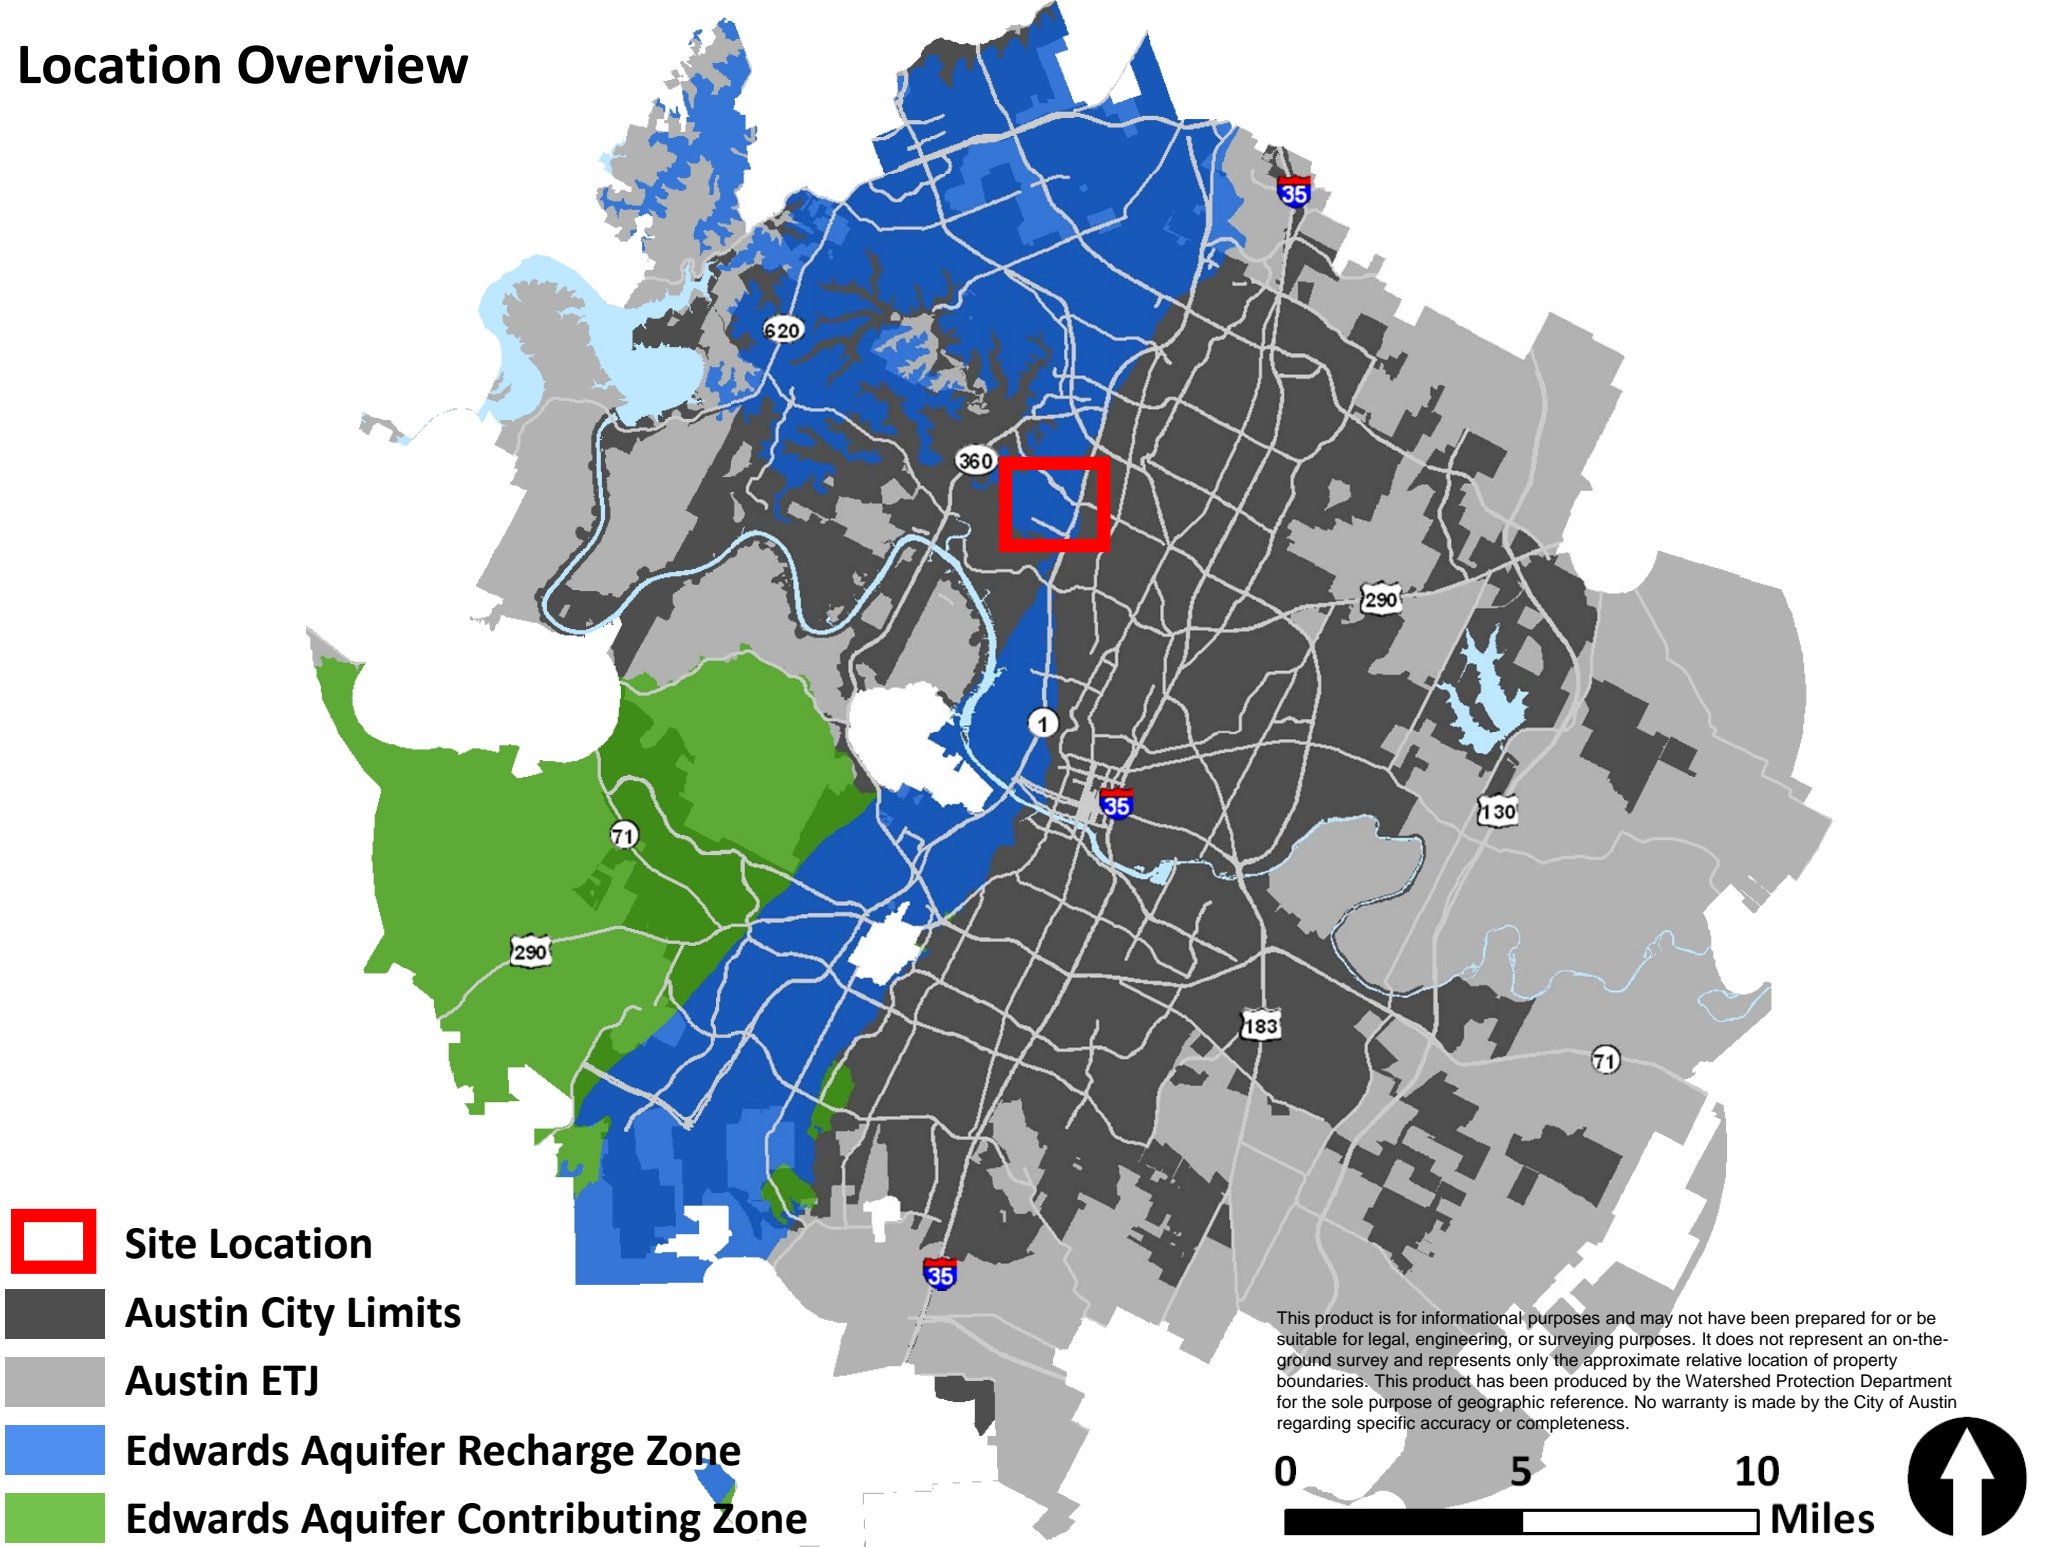 Location Overview
35
620
360
290
1
35
130
71
290
183
71
35
Site Location
Austin City Limits
Austin ETJ
Edwards Aquifer Recharge Zone
Edwards Aquifer Contributing Zone
This product is for informational purposes and may not have been prepared for or be
suitable for legal, engineering, or surveying purposes. It does not represent an on-the-
ground survey and represents only the approximate relative location of property
boundaries. This product has been produced by the Watershed Protection Department
for the sole purpose of geographic reference. No warranty is made by the City of Austin
regarding specific accuracy or completeness.
0 5 10
Miles